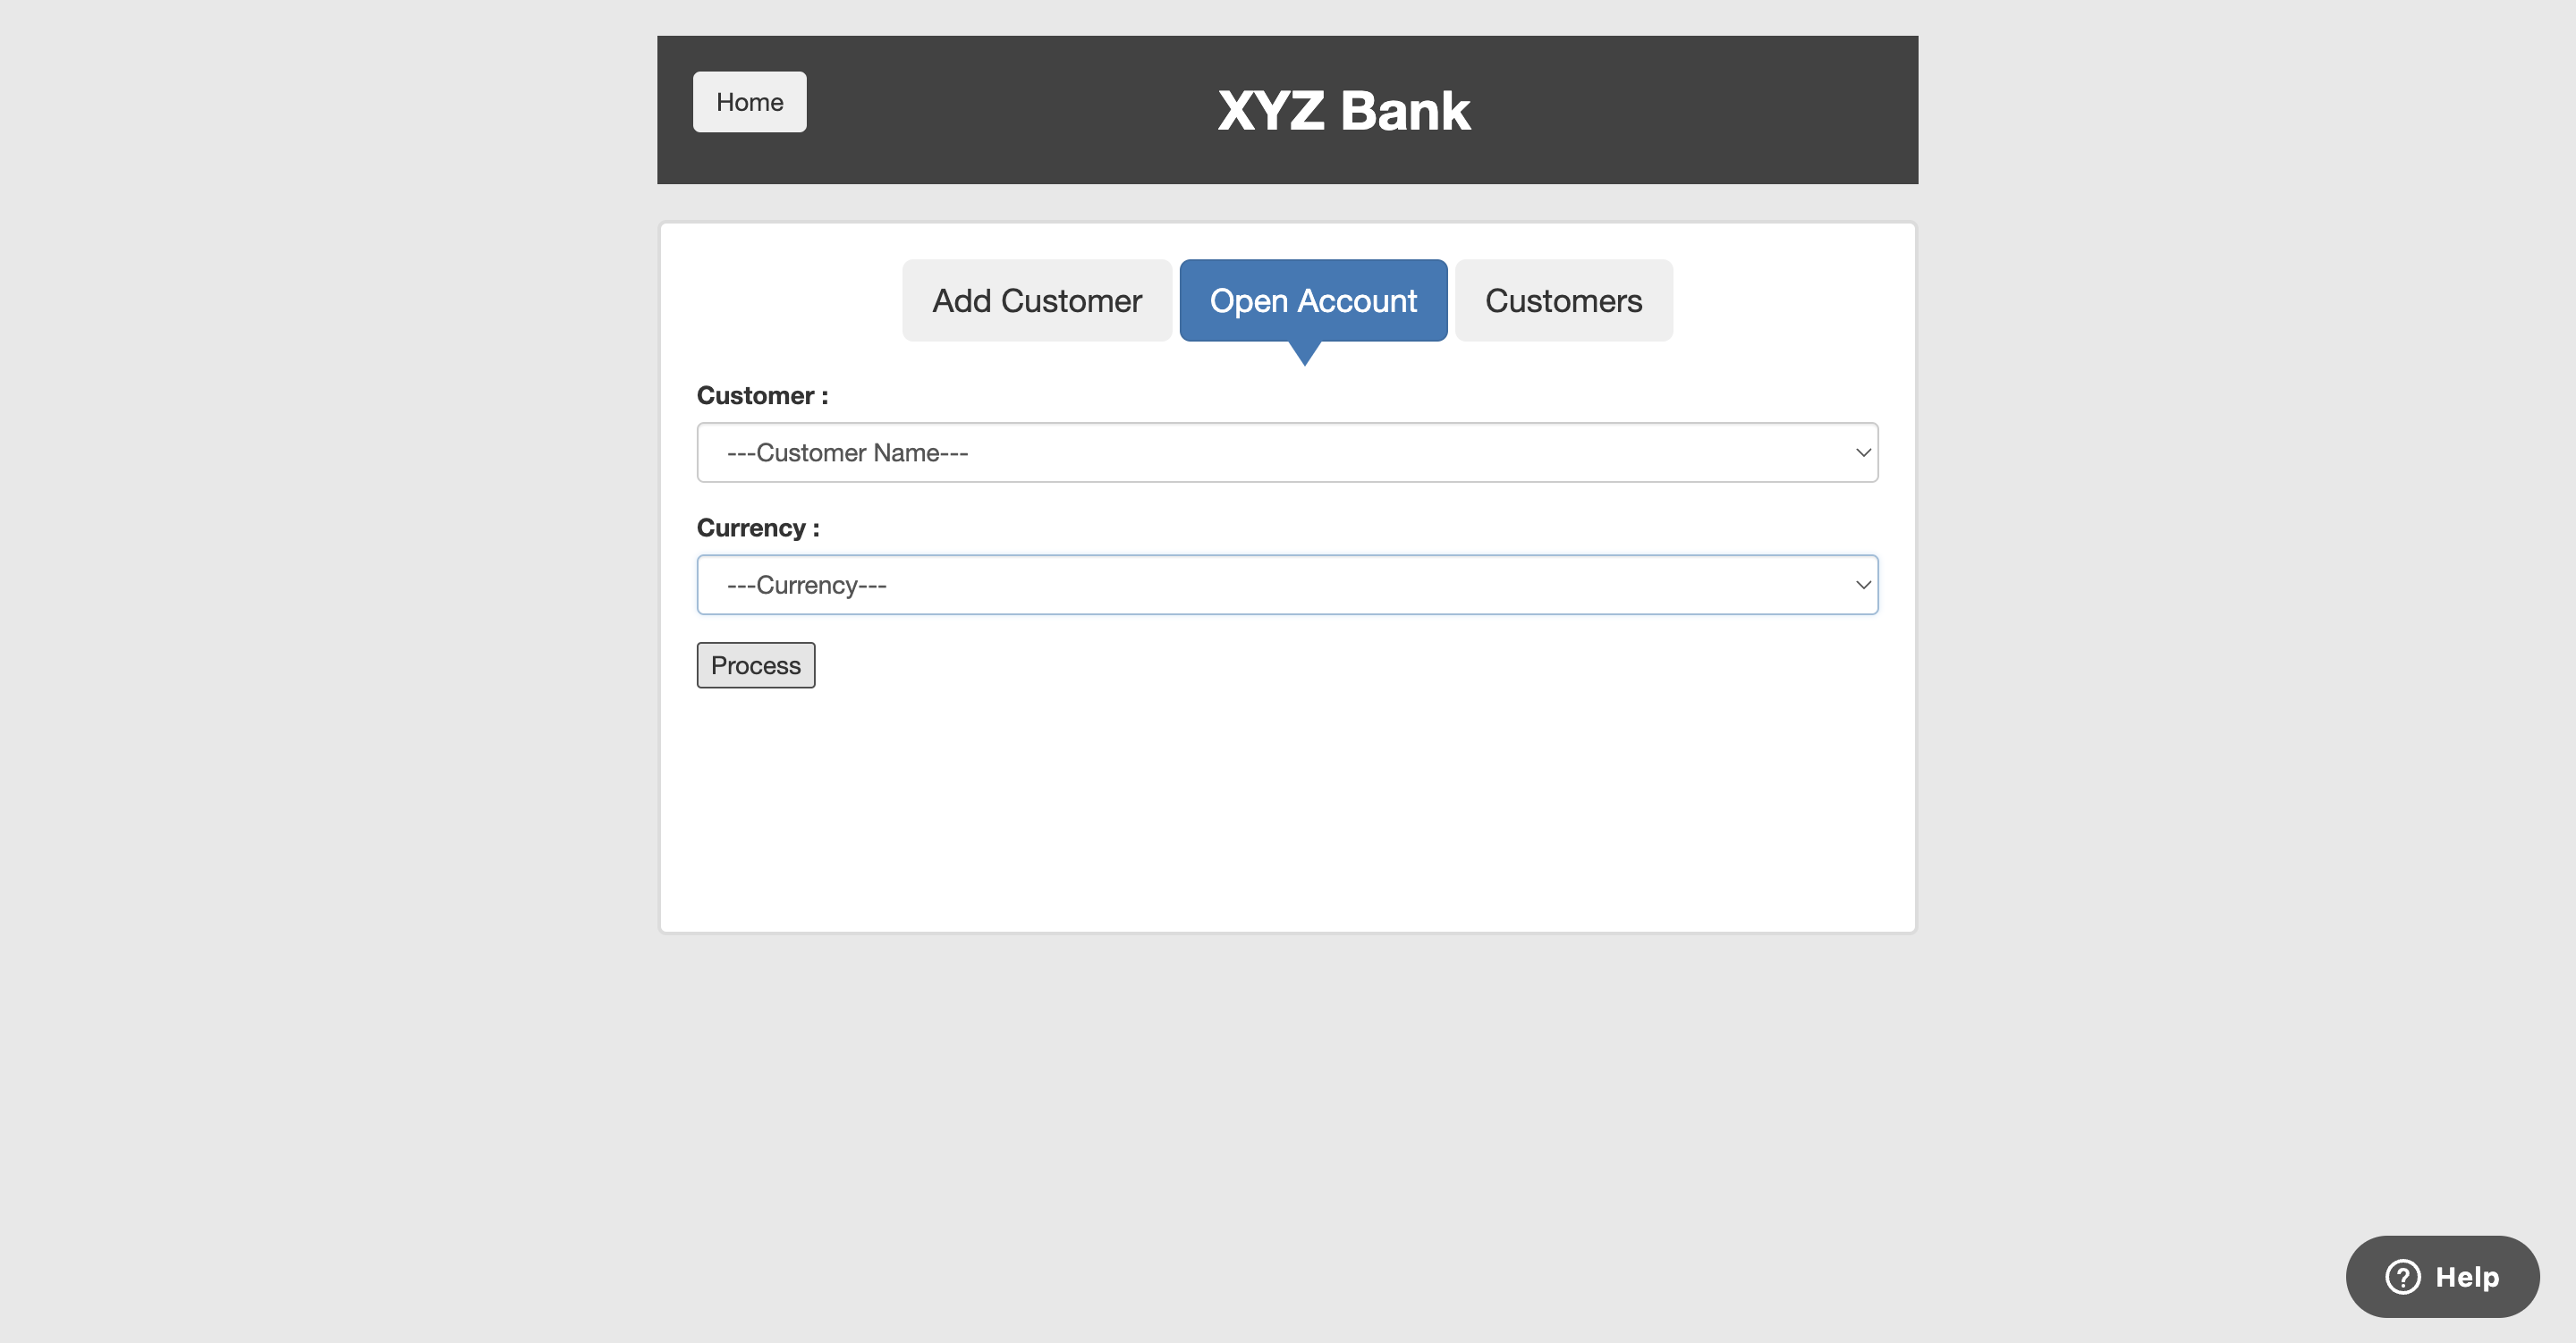 Home
XYZ Bank
Add Customer
Open Account
Customers
Customer :
---Customer Name---
Currency :
---Currency---
Process
? Help